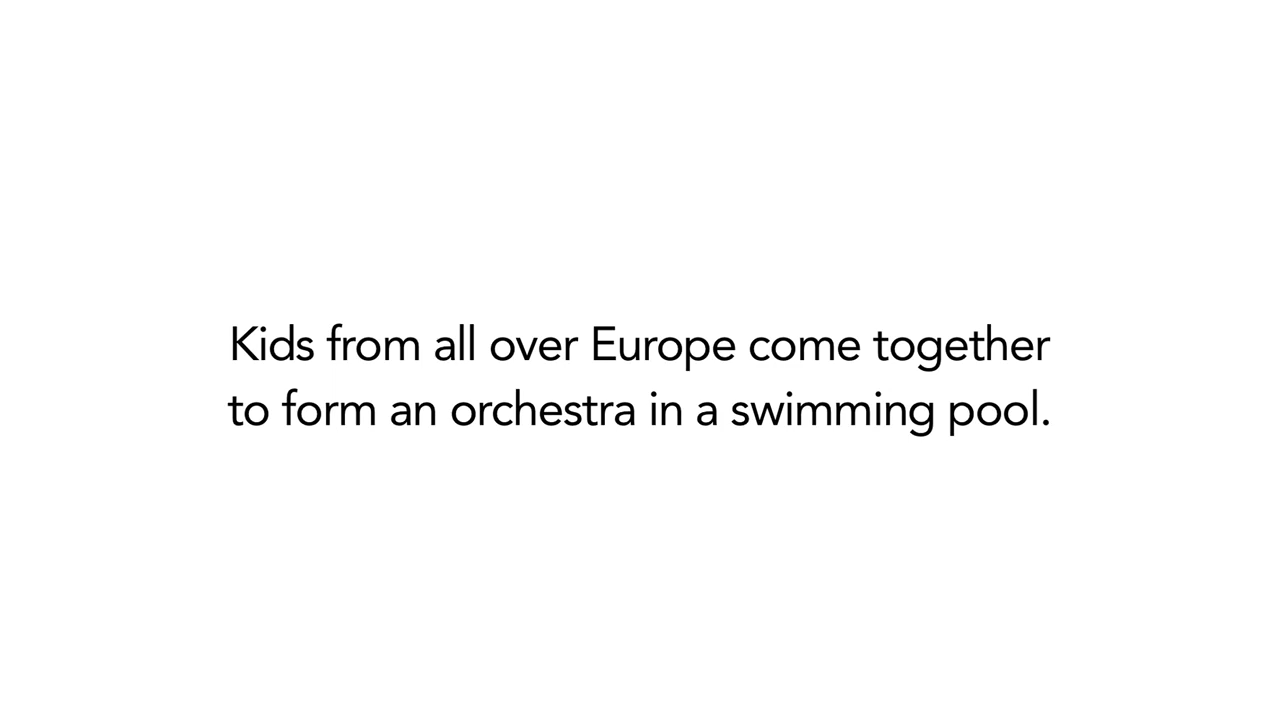 Kids from all over Europe come together
to form an orchestra in a swimming pool.